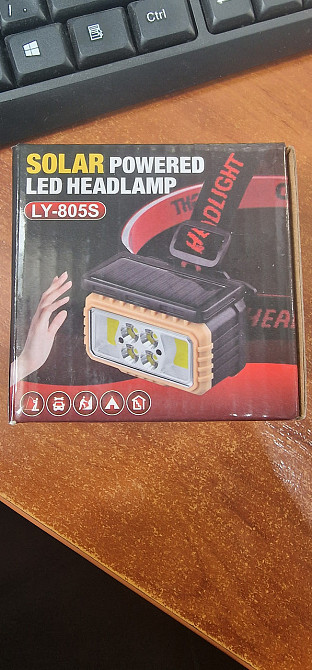 Ctrl
SOLAR POWERED
LED HEADLAMP
LY-805S
HEADLIGHT